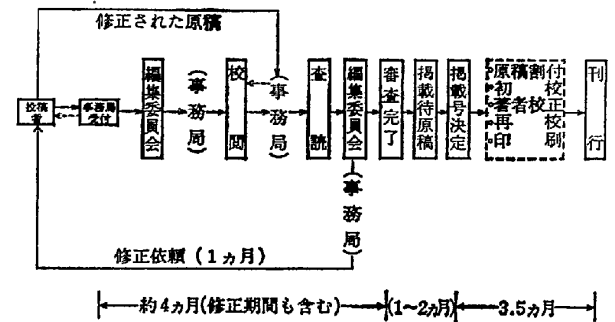 修正された原稿
投稿者
事務局受付
編集委員会
(事務局)
校閲
(事務局)
査読
編集委員会
審査完了
掲載待原稿
掲載号決定
原稿割付
初校
著者校正
再校
印刷
刊行
(事務局)
修正依頼(1ヵ月)
約4ヵ月(修正期間も含む)
(1~2ヵ月)
3.5ヵ月